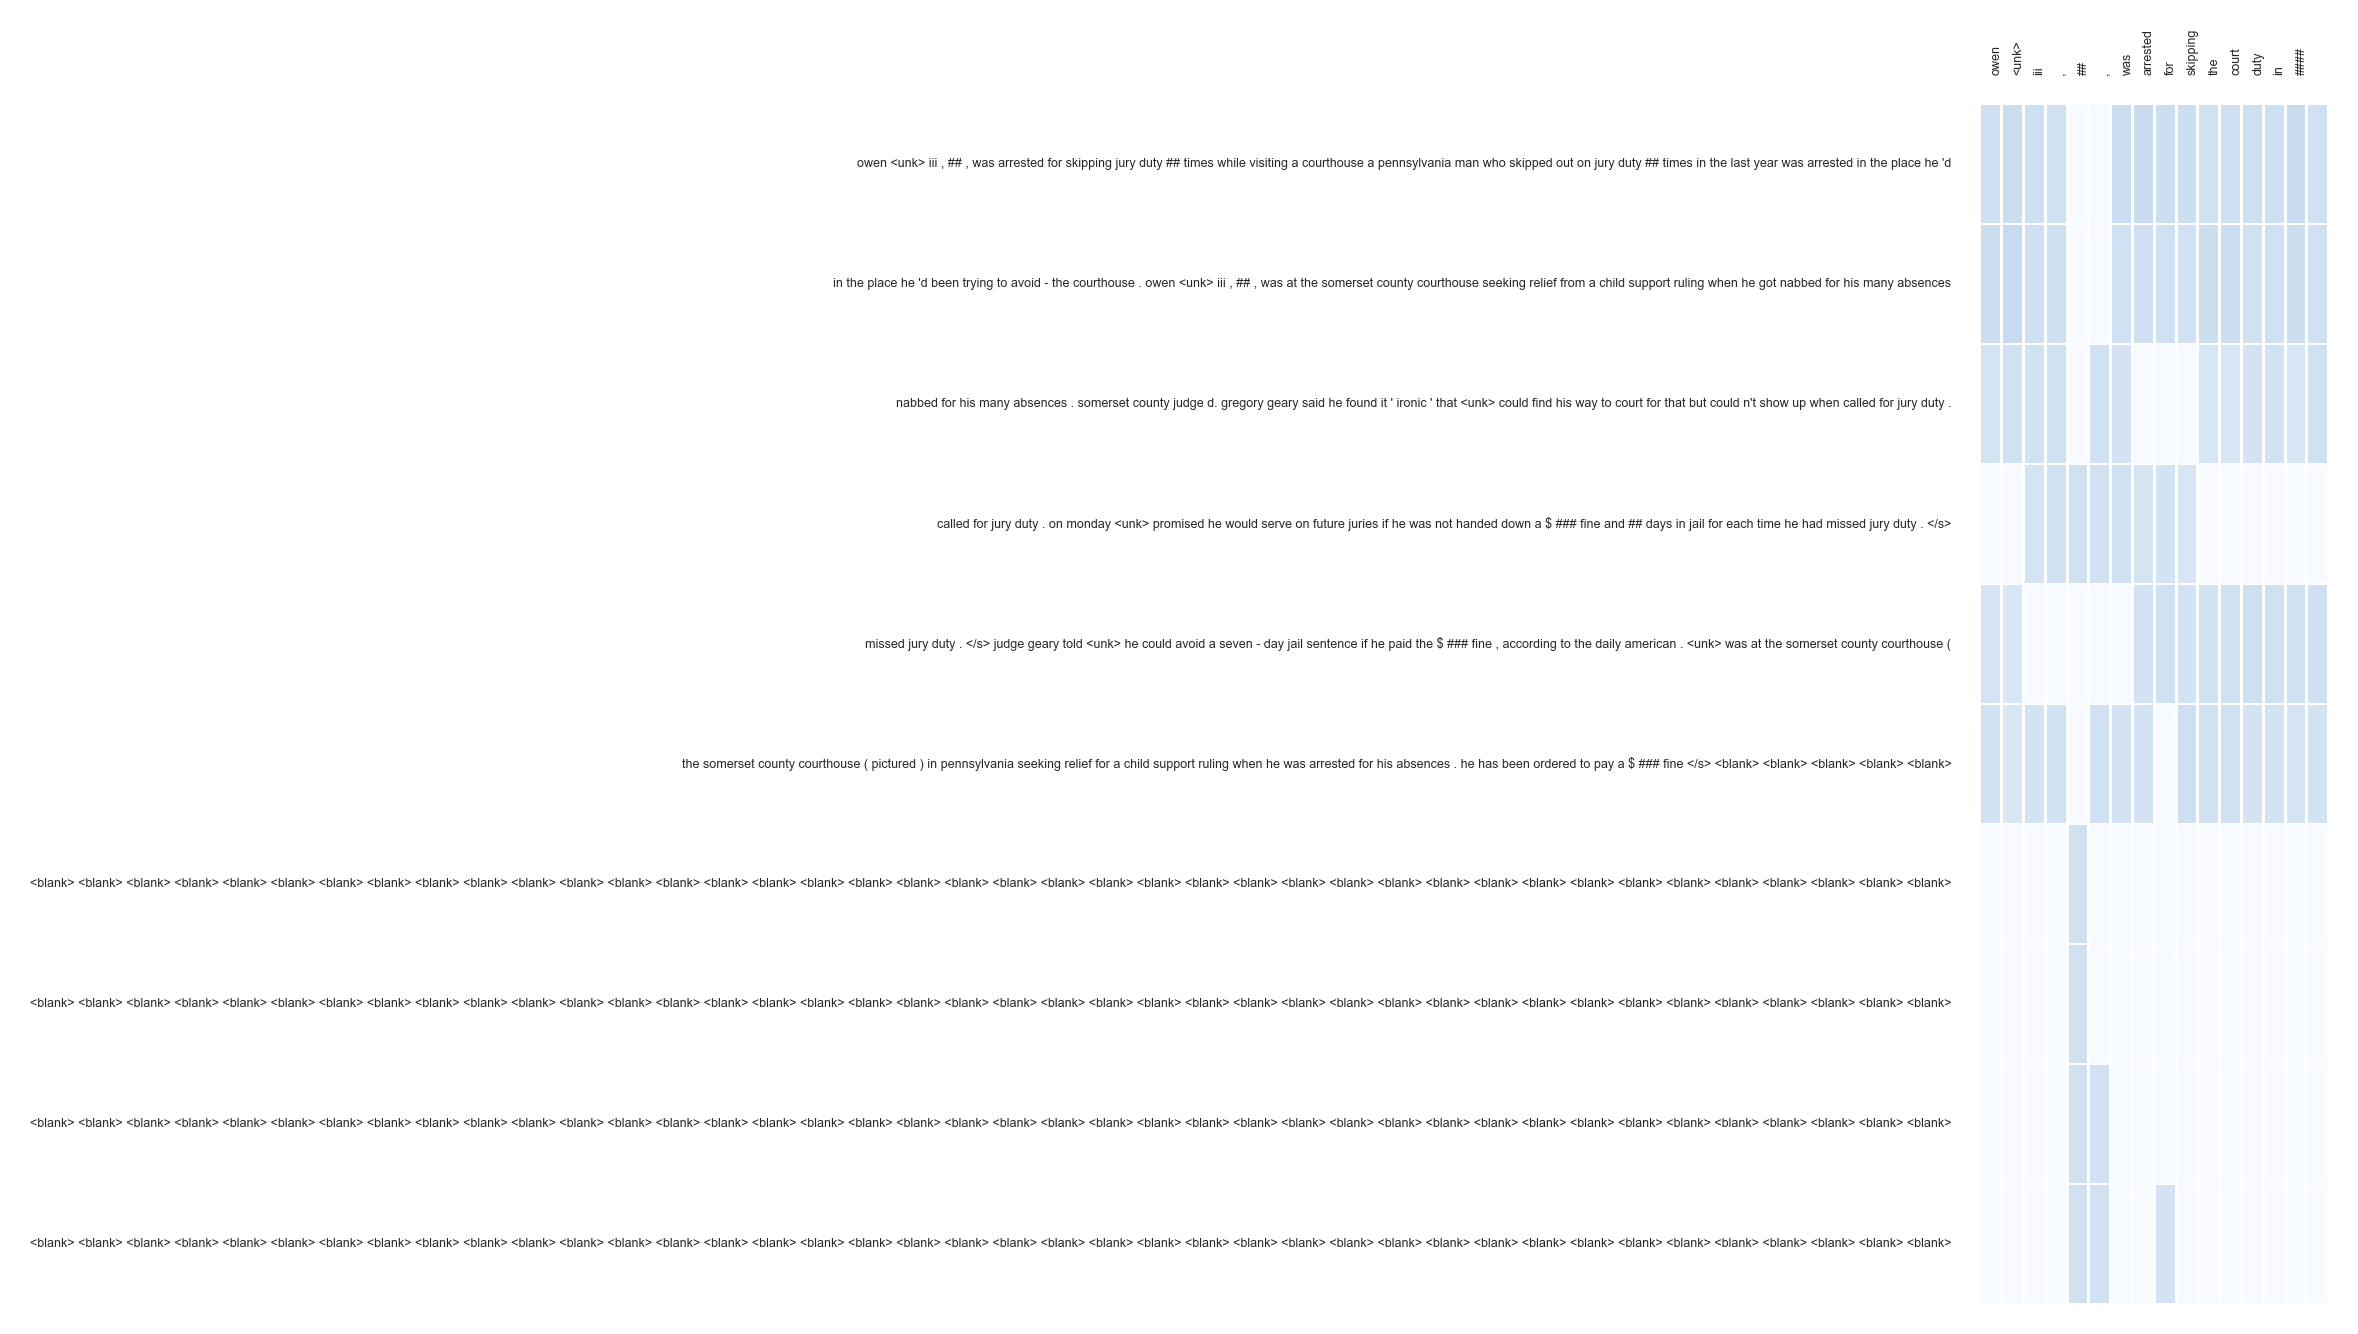 owen
<unk>
iii
,
##
,
was
arrested
for
skipping
the
court
duty
in
####
owen <unk> iii , ## , was arrested for skipping jury duty ## times while visiting a courthouse a pennsylvania man who skipped out on jury duty ## times in the last year was arrested in the place he 'd
in the place he 'd been trying to avoid - the courthouse . owen <unk> iii , ## , was at the somerset county courthouse seeking relief from a child support ruling when he got nabbed for his many absences
nabbed for his many absences . somerset county judge d. gregory geary said he found it ' ironic ' that <unk> could find his way to court for that but could n't show up when called for jury duty .
called for jury duty . on monday <unk> promised he would serve on future juries if he was not handed down a $ ### fine and ## days in jail for each time he had missed jury duty . </s>
missed jury duty . </s> judge geary told <unk> he could avoid a seven - day jail sentence if he paid the $ ### fine , according to the daily american . <unk> was at the somerset county courthouse (
the somerset county courthouse ( pictured ) in pennsylvania seeking relief for a child support ruling when he was arrested for his absences . he has been ordered to pay a $ ### fine </s> <blank> <blank> <blank> <blank> <blank>
<blank> <blank> <blank> <blank> <blank> <blank> <blank> <blank> <blank> <blank> <blank> <blank> <blank> <blank> <blank> <blank> <blank> <blank> <blank> <blank> <blank> <blank> <blank> <blank> <blank> <blank> <blank> <blank> <blank> <blank> <blank> <blank> <blank> <blank> <blank> <blank> <blank> <blank> <blank> <blank>
<blank> <blank> <blank> <blank> <blank> <blank> <blank> <blank> <blank> <blank> <blank> <blank> <blank> <blank> <blank> <blank> <blank> <blank> <blank> <blank> <blank> <blank> <blank> <blank> <blank> <blank> <blank> <blank> <blank> <blank> <blank> <blank> <blank> <blank> <blank> <blank> <blank> <blank> <blank> <blank>
<blank> <blank> <blank> <blank> <blank> <blank> <blank> <blank> <blank> <blank> <blank> <blank> <blank> <blank> <blank> <blank> <blank> <blank> <blank> <blank> <blank> <blank> <blank> <blank> <blank> <blank> <blank> <blank> <blank> <blank> <blank> <blank> <blank> <blank> <blank> <blank> <blank> <blank> <blank> <blank>
<blank> <blank> <blank> <blank> <blank> <blank> <blank> <blank> <blank> <blank> <blank> <blank> <blank> <blank> <blank> <blank> <blank> <blank> <blank> <blank> <blank> <blank> <blank> <blank> <blank> <blank> <blank> <blank> <blank> <blank> <blank> <blank> <blank> <blank> <blank> <blank> <blank> <blank> <blank> <blank>